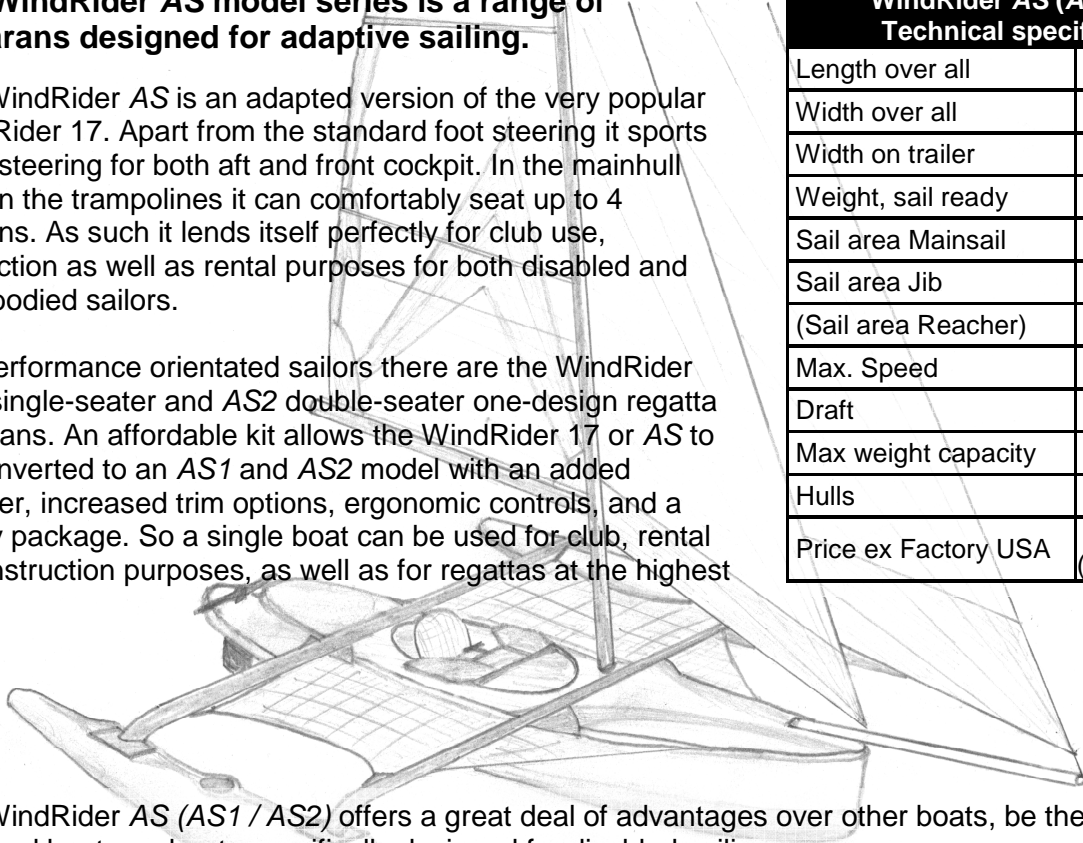 WindRider AS model series is a range of
arans designed for adaptive sailing.
WindRider AS is an adapted version of the very popular
Rider 17. Apart from the standard foot steering it sports
steering for both aft and front cockpit. In the mainhull
n the trampolines it can comfortably seat up to 4
ns. As such it lends itself perfectly for club use,
ction as well as rental purposes for both disabled and
bodied sailors.
erformance orientated sailors there are the WindRider
single-seater and AS2 double-seater one-design regatta
rans. An affordable kit allows the WindRider 17 or AS to
nverted to an AS1 and AS2 model with an added
er, increased trim options, ergonomic controls, and a
y package. So a single boat can be used for club, rental
nstruction purposes, as well as for regattas at the highest
WindRider AS (A
Technical specif
Length over all
Width over all
Width on trailer
Weight, sail ready
Sail area Mainsail
Sail area Jib
(Sail area Reacher)
Max. Speed
Draft
Max weight capacity
Hulls
Price ex Factory USA
(
WindRider AS (AS1 / AS2) offers a great deal of advantages over other boats, be the